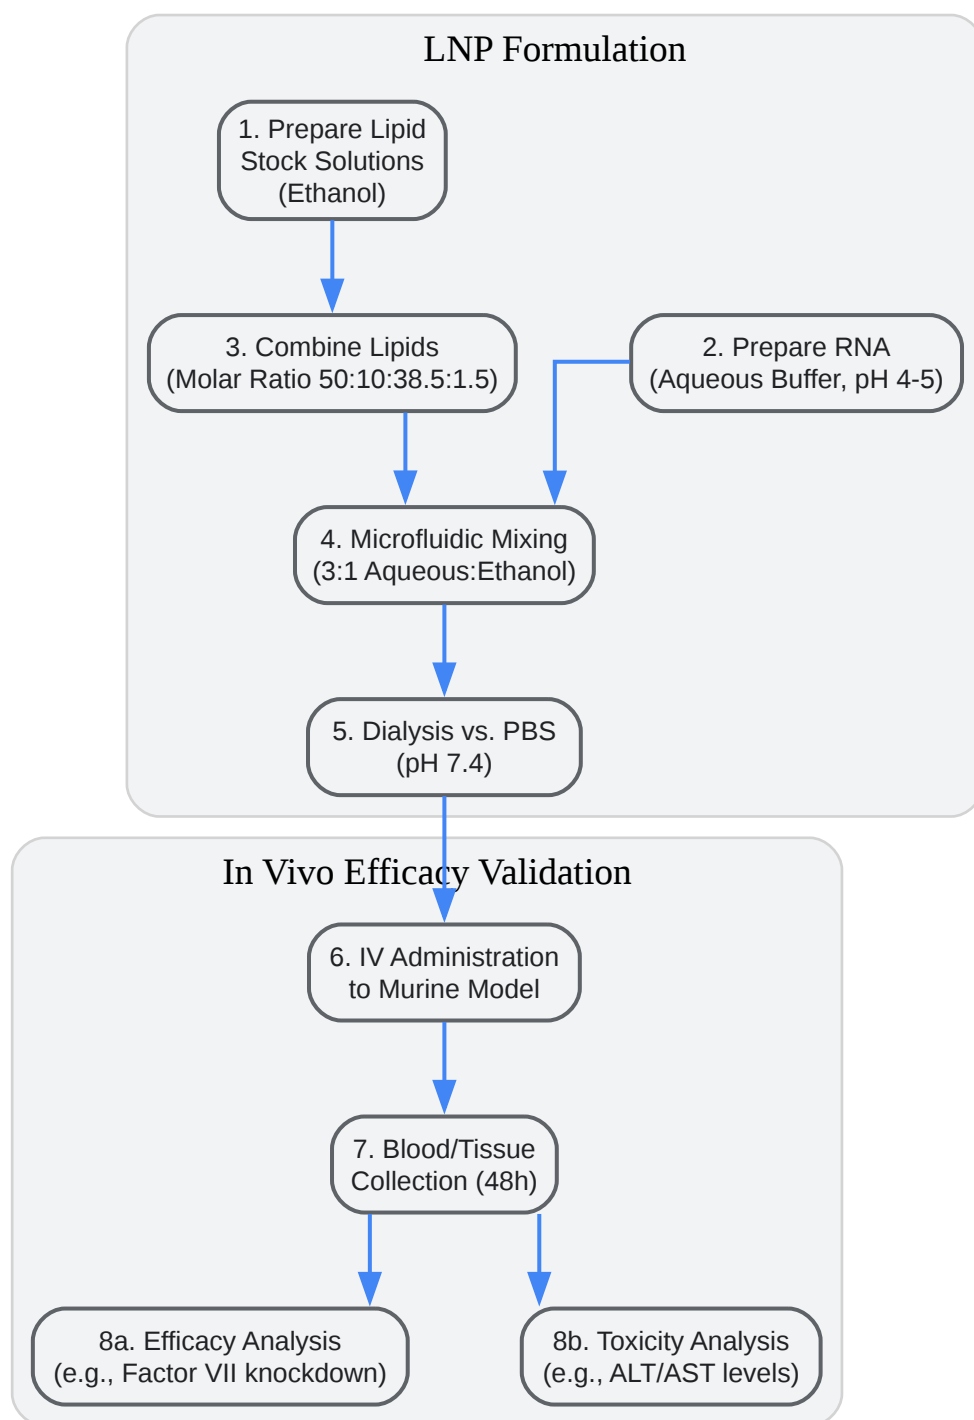 LNP Formulation
1. Prepare Lipid
Stock Solutions
(Ethanol)
3. Combine Lipids
(Molar Ratio 50:10:38.5:1.5)
2. Prepare RNA
(Aqueous Buffer, pH 4-5)
4. Microfluidic Mixing
(3:1 Aqueous:Ethanol)
5. Dialysis vs. PBS
(pH 7.4)
In Vivo Efficacy Validation
6. IV Administration
to Murine Model
7. Blood/Tissue
Collection (48h)
8a. Efficacy Analysis
(e.g., Factor VII knockdown)
8b. Toxicity Analysis
(e.g., ALT/AST levels)